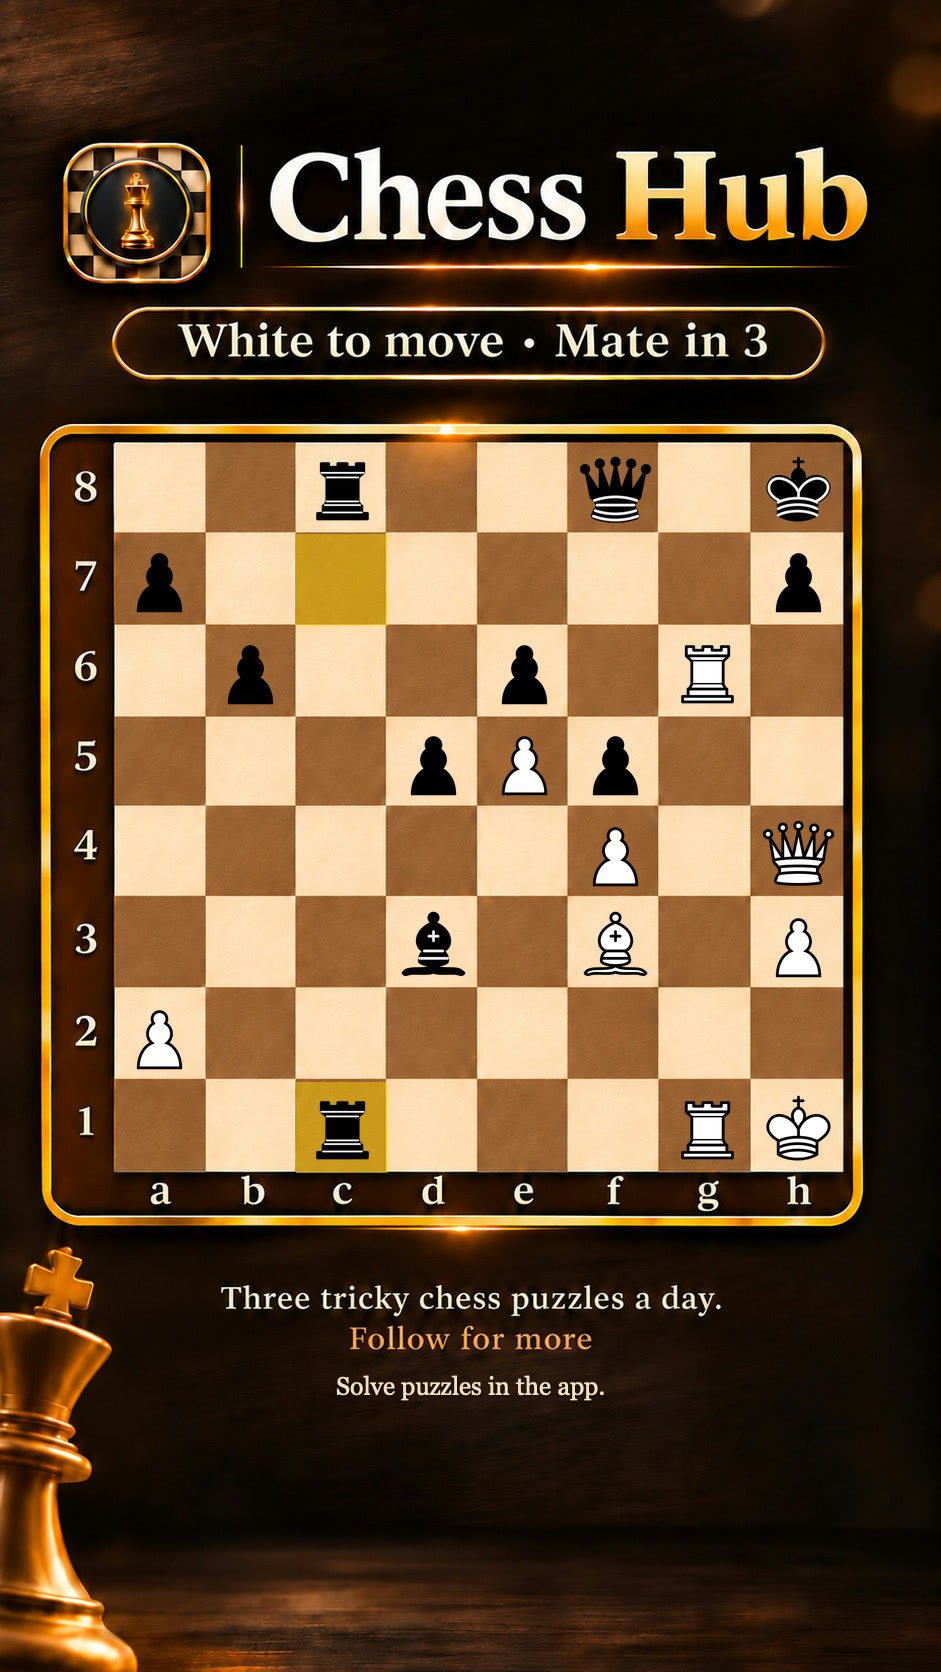 Chess Hub
White to move • Mate in 3
8
7
6
5
4
3
2
1
a b c d e f g h
Three tricky chess puzzles a day.
Follow for more
Solve puzzles in the app.